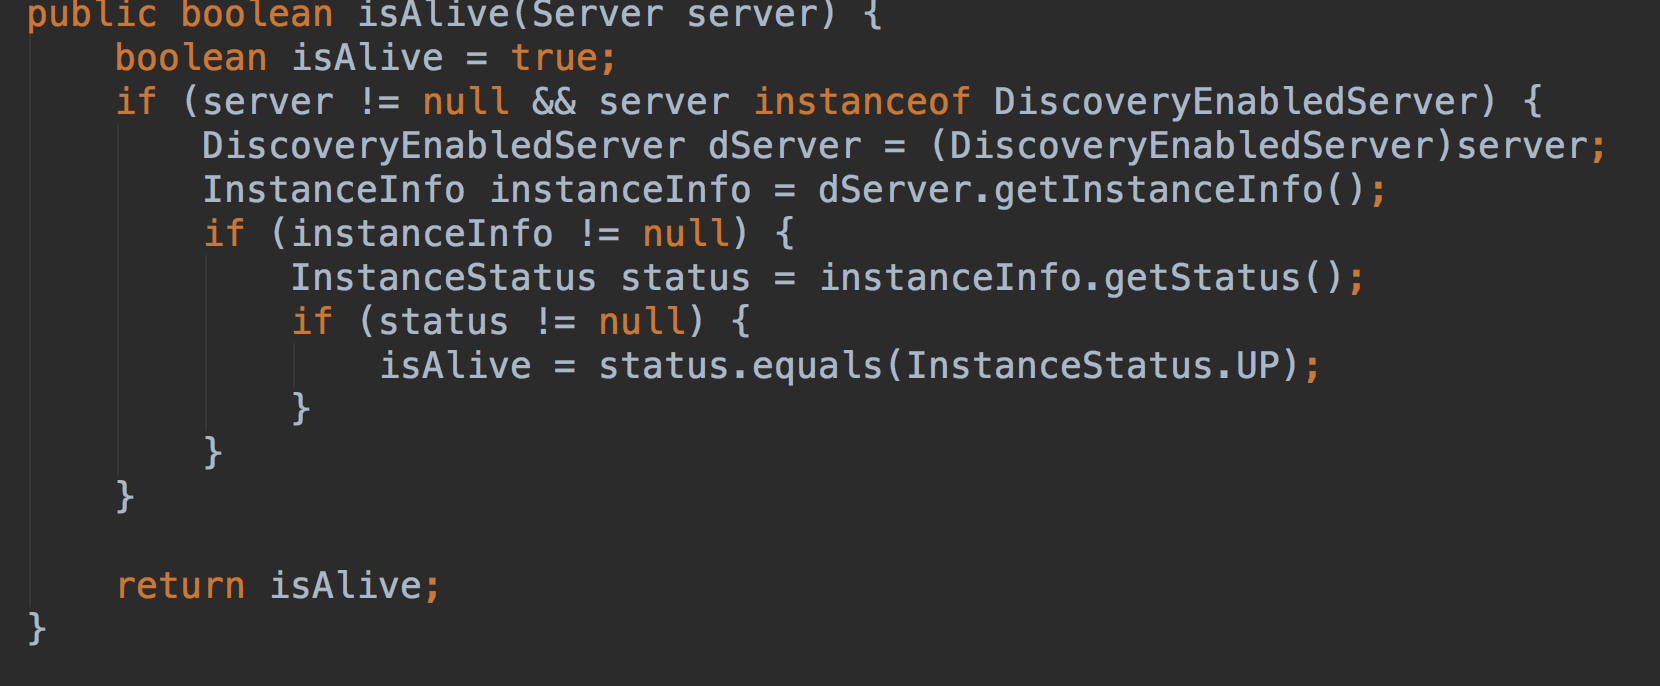 public boolean isAlive(Server server) {
    boolean isAlive = true;
    if (server != null && server instanceof DiscoveryEnabledServer) {
        DiscoveryEnabledServer dServer = (DiscoveryEnabledServer)server;
        InstanceInfo instanceInfo = dServer.getInstanceInfo();
        if (instanceInfo != null) {
            InstanceStatus status = instanceInfo.getStatus();
            if (status != null) {
                isAlive = status.equals(InstanceStatus.UP);
            }
        }
    }

    return isAlive;
}